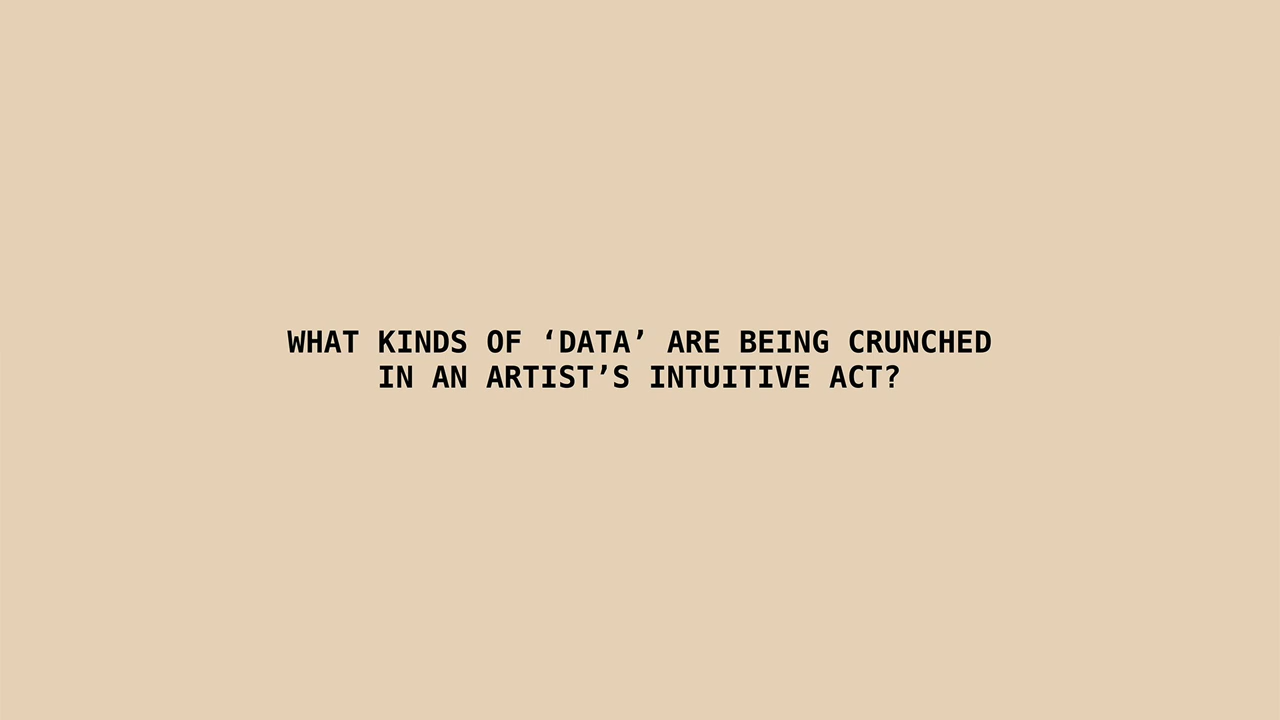 WHAT KINDS OF ‘DATA’ ARE BEING CRUNCHED
IN AN ARTIST’S INTUITIVE ACT?